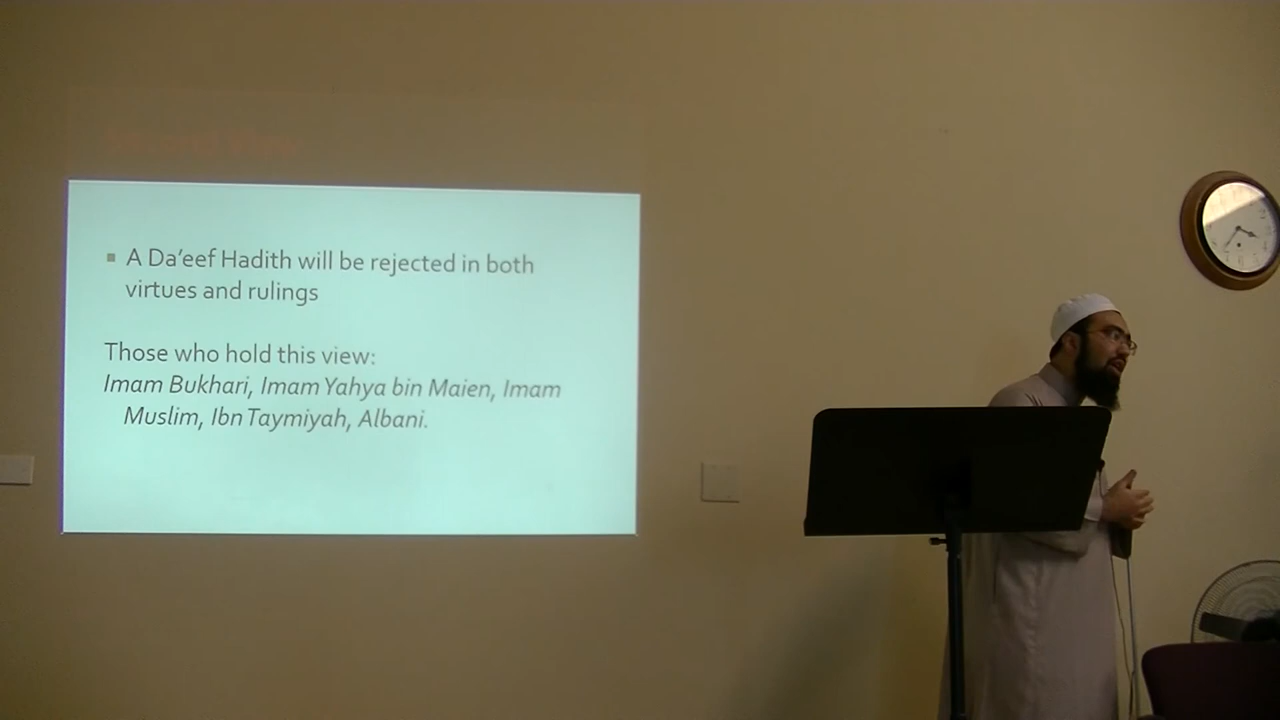 ▪ A Da'eef Hadith will be rejected in both
virtues and rulings
Those who hold this view:
Imam Bukhari, Imam Yahya bin Maien, Imam
Muslim, Ibn Taymiyah, Albani.